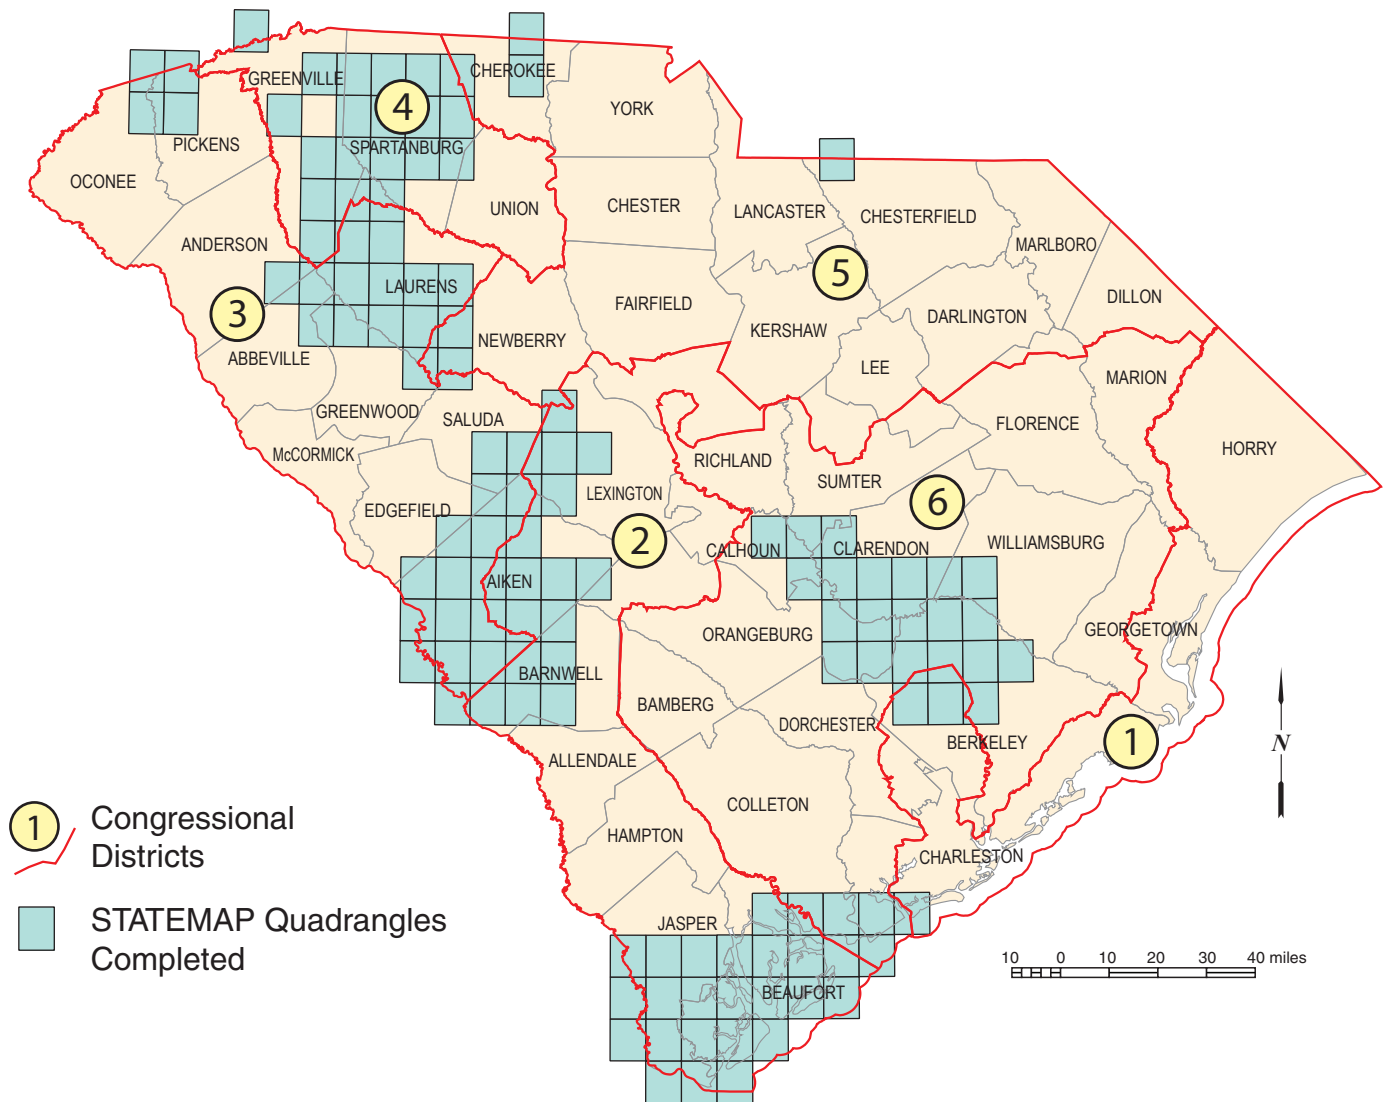 CHEROKEE
GREENVILLE
4
YORK
PICKENS
SPARTANBURG
OCONEE
UNION
CHESTER
LANCASTER
CHESTERFIELD
ANDERSON
MARLBORO
5
LAURENS
DILLON
3
FAIRFIELD
DARLINGTON
KERSHAW
NEWBERRY
ABBEVILLE
LEE
MARION
GREENWOOD
SALUDA
FLORENCE
HORRY
McCORMICK
RICHLAND
SUMTER
LEXINGTON
6
EDGEFIELD
2
CALHOUN
CLARENDON
WILLIAMSBURG
AIKEN
GEORGETOWN
ORANGEBURG
BARNWELL
BAMBERG
DORCHESTER
BERKELEY
1
N
ALLENDALE
COLLETON
HAMPTON
CHARLESTON
1 Congressional
Districts
STATEMAP Quadrangles
Completed
JASPER
BEAUFORT
10 0 10 20 30 40 miles